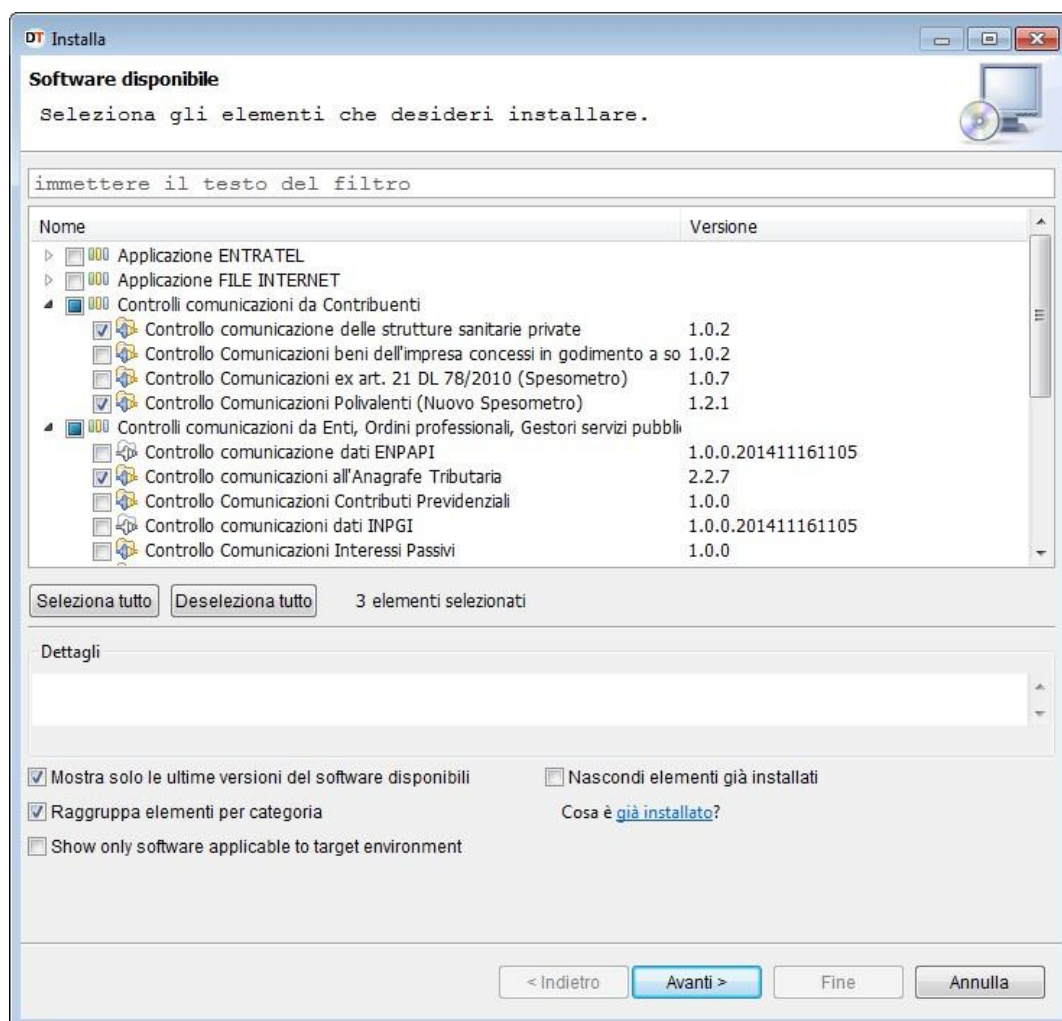 DT Installa
Software disponibile
Seleziona gli elementi che desideri installare.
immettere il testo del filtro
Nome Versione
Applicazione ENTRATEL
Applicazione FILE INTERNET
Controlli comunicazioni da Contribuenti
Controllo comunicazione delle strutture sanitarie private 1.0.2
Controllo Comunicazioni beni dell'impresa concessi in godimento a so 1.0.2
Controllo Comunicazioni ex art. 21 DL 78/2010 (Spesometro) 1.0.7
Controllo Comunicazioni Polivalenti (Nuovo Spesometro) 1.2.1
Controlli comunicazioni da Enti, Ordini professionali, Gestori servizi pubbli
Controllo comunicazione dati ENPAPI 1.0.0.201411161105
Controllo comunicazioni all'Anagrafe Tributaria 2.2.7
Controllo Comunicazioni Contributi Previdenziali 1.0.0
Controllo comunicazioni dati INPGI 1.0.0.201411161105
Controllo Comunicazioni Interessi Passivi 1.0.0
Seleziona tutto Deseleziona tutto 3 elementi selezionati
Dettagli
Mostra solo le ultime versioni del software disponibili Nascondi elementi già installati
Raggruppa elementi per categoria Cosa è già installato?
Show only software applicable to target environment
< Indietro Avanti > Fine Annulla